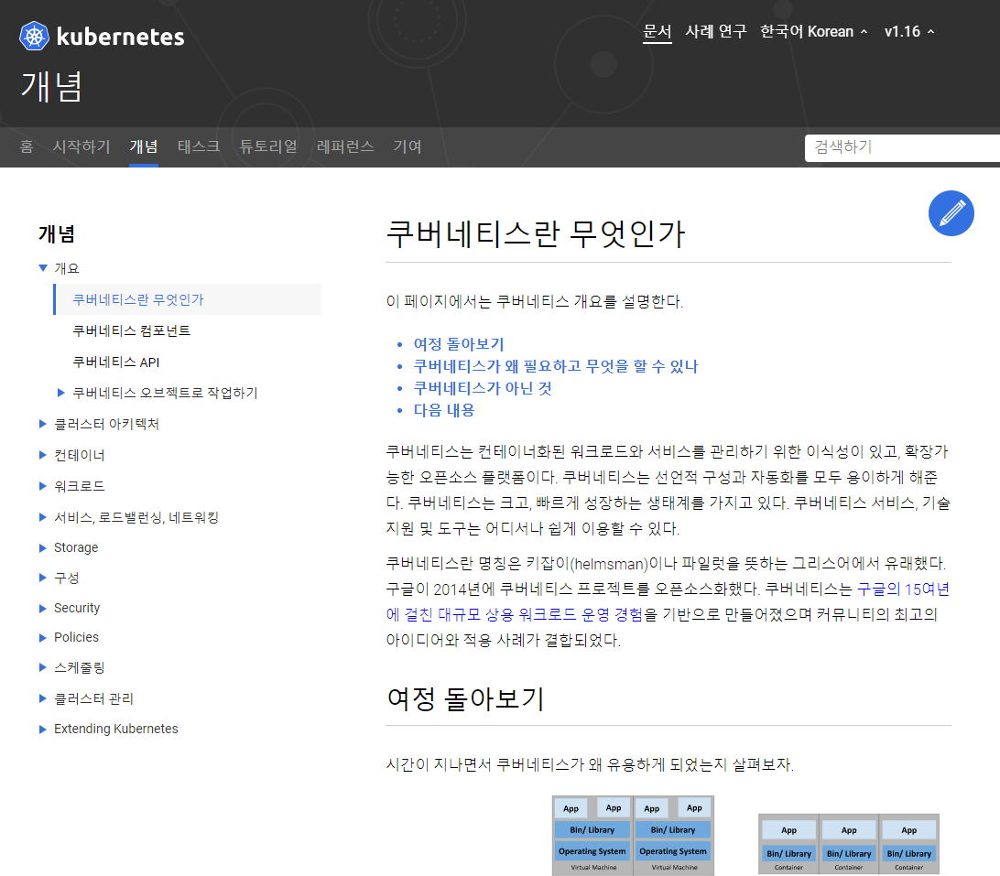 kubernetes
문서 사례 연구 한국어 Korean v1.16
개념
홈 시작하기 개념 태스크 튜토리얼 레퍼런스 기여
검색하기
개념
개요
쿠버네티스란 무엇인가
쿠버네티스 컴포넌트
쿠버네티스 API
쿠버네티스 오브젝트로 작업하기
클러스터 아키텍처
컨테이너
워크로드
서비스, 로드밸런싱, 네트워킹
Storage
구성
Security
Policies
스케줄링
클러스터 관리
Extending Kubernetes
쿠버네티스란 무엇인가
이 페이지에서는 쿠버네티스 개요를 설명한다.
여정 돌아보기
쿠버네티스가 왜 필요하고 무엇을 할 수 있나
쿠버네티스가 아닌 것
다음 내용
쿠버네티스는 컨테이너화된 워크로드와 서비스를 관리하기 위한 이식성이 있고, 확장가
능한 오픈소스 플랫폼이다. 쿠버네티스는 선언적 구성과 자동화를 모두 용이하게 해준
다. 쿠버네티스는 크고, 빠르게 성장하는 생태계를 가지고 있다. 쿠버네티스 서비스, 기술
지원 및 도구는 어디서나 쉽게 이용할 수 있다.
쿠버네티스란 명칭은 키잡이(helmsman)이나 파일럿을 뜻하는 그리스어에서 유래했다.
구글이 2014년에 쿠버네티스 프로젝트를 오픈소스화했다. 쿠버네티스는 구글의 15여년
에 걸친 대규모 상용 워크로드 운영 경험을 기반으로 만들어졌으며 커뮤니티의 최고의
아이디어와 적용 사례가 결합되었다.
여정 돌아보기
시간이 지나면서 쿠버네티스가 왜 유용하게 되었는지 살펴보자.
App App App App
Bin/ Library Bin/ Library
Operating System Operating System
Virtual Machine Virtual Machine
App App App
Bin/ Library Bin/ Library Bin/ Library
Container Container Container